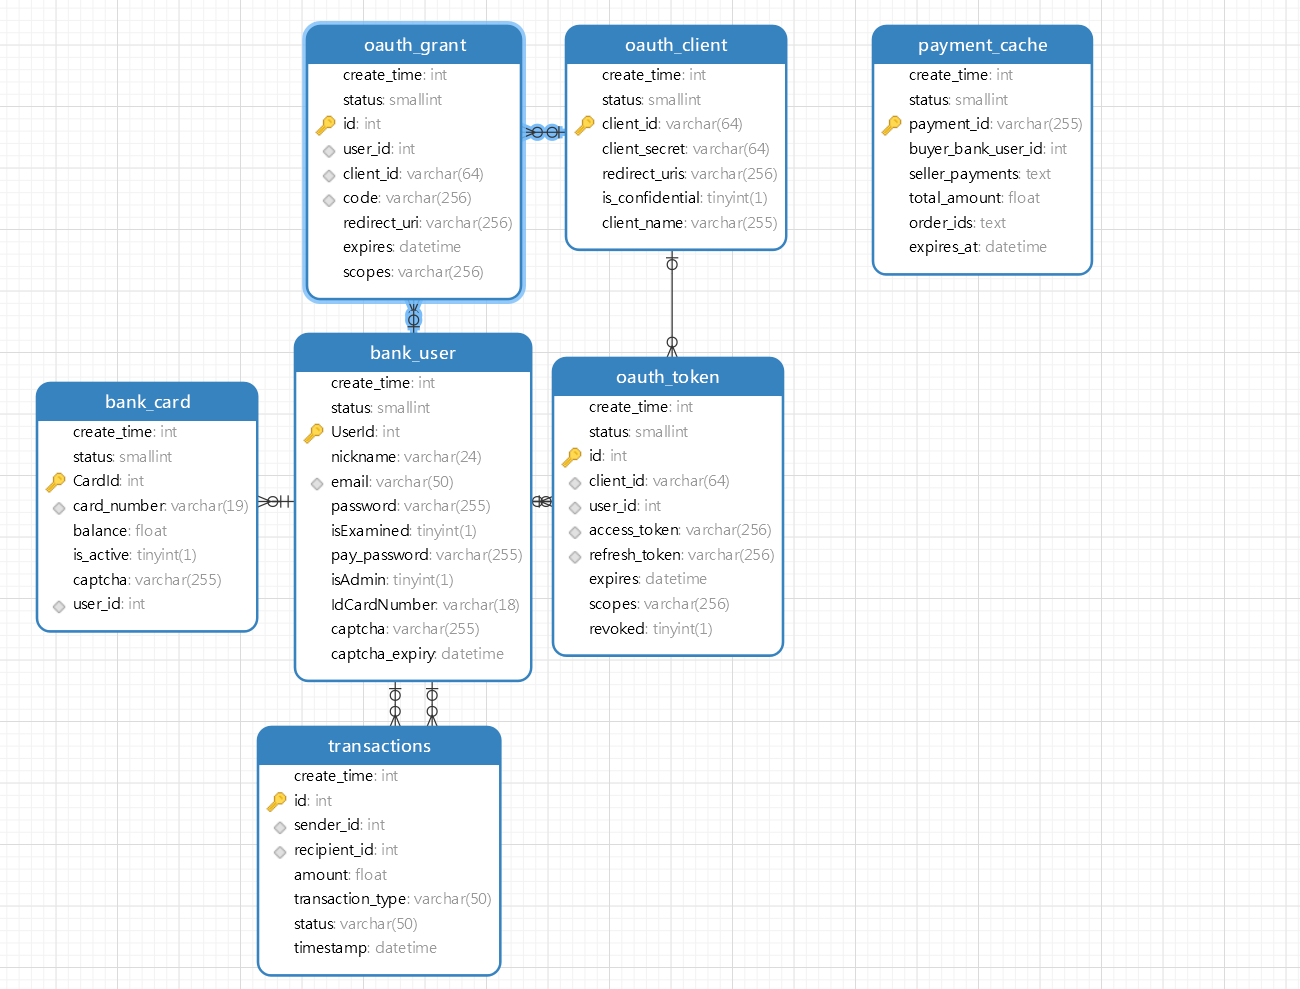 oauth_grant
create_time: int
status: smallint
id: int
user_id: int
client_id: varchar(64)
code: varchar(256)
redirect_uri: varchar(256)
expires: datetime
scopes: varchar(256)
oauth_client
create_time: int
status: smallint
client_id: varchar(64)
client_secret: varchar(64)
redirect_uris: varchar(256)
is_confidential: tinyint(1)
client_name: varchar(255)
payment_cache
create_time: int
status: smallint
payment_id: varchar(255)
buyer_bank_user_id: int
seller_payments: text
total_amount: float
order_ids: text
expires_at: datetime
bank_card
create_time: int
status: smallint
CardId: int
card_number: varchar(19)
balance: float
is_active: tinyint(1)
captcha: varchar(255)
user_id: int
bank_user
create_time: int
status: smallint
UserId: int
nickname: varchar(24)
email: varchar(50)
password: varchar(255)
isExamined: tinyint(1)
pay_password: varchar(255)
isAdmin: tinyint(1)
IdCardNumber: varchar(18)
captcha: varchar(255)
captcha_expiry: datetime
oauth_token
create_time: int
status: smallint
id: int
client_id: varchar(64)
user_id: int
access_token: varchar(256)
refresh_token: varchar(256)
expires: datetime
scopes: varchar(256)
revoked: tinyint(1)
transactions
create_time: int
id: int
sender_id: int
recipient_id: int
amount: float
transaction_type: varchar(50)
status: varchar(50)
timestamp: datetime